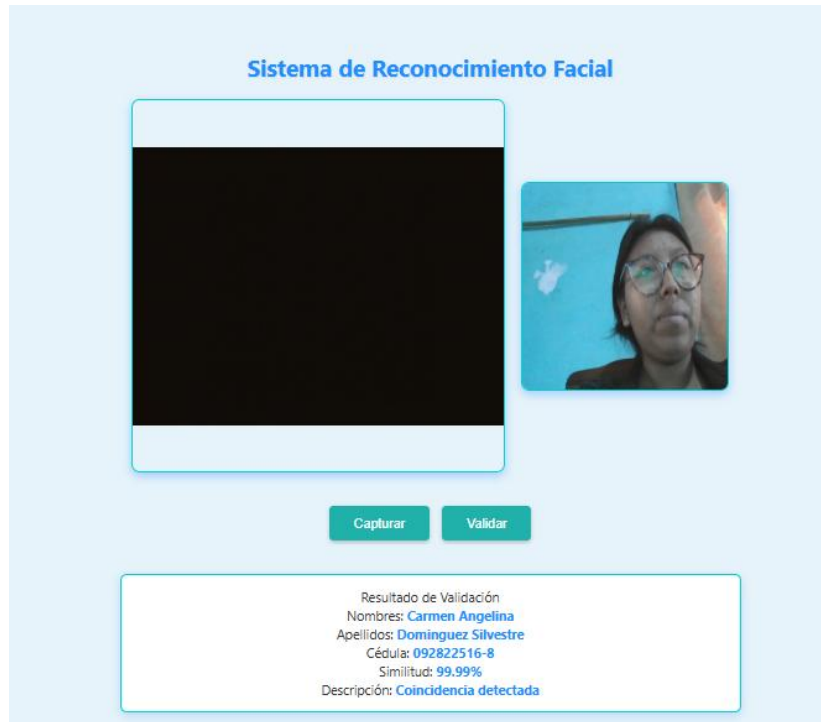 Sistema de Reconocimiento Facial
Capturar
Validar
Resultado de Validación
Nombres: Carmen Angelina
Apellidos: Dominguez Silvestre
Cédula: 092822516-8
Similitud: 99.99%
Descripción: Coincidencia detectada